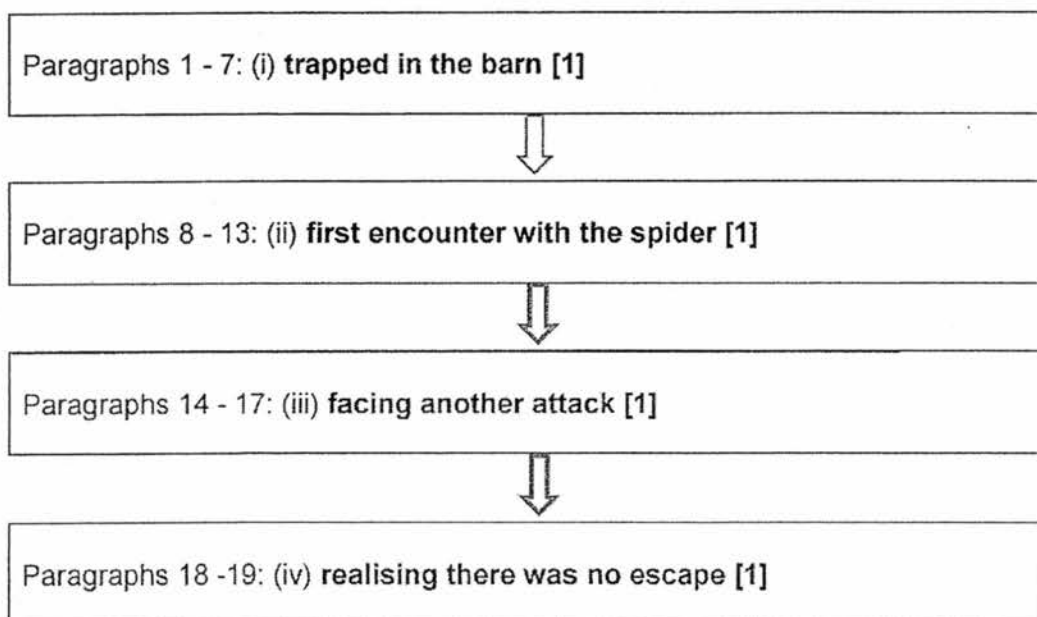 Paragraphs 1 - 7: (i) trapped in the barn [1]
Paragraphs 8 - 13: (ii) first encounter with the spider [1]
Paragraphs 14 - 17: (iii) facing another attack [1]
Paragraphs 18 -19: (iv) realising there was no escape [1]